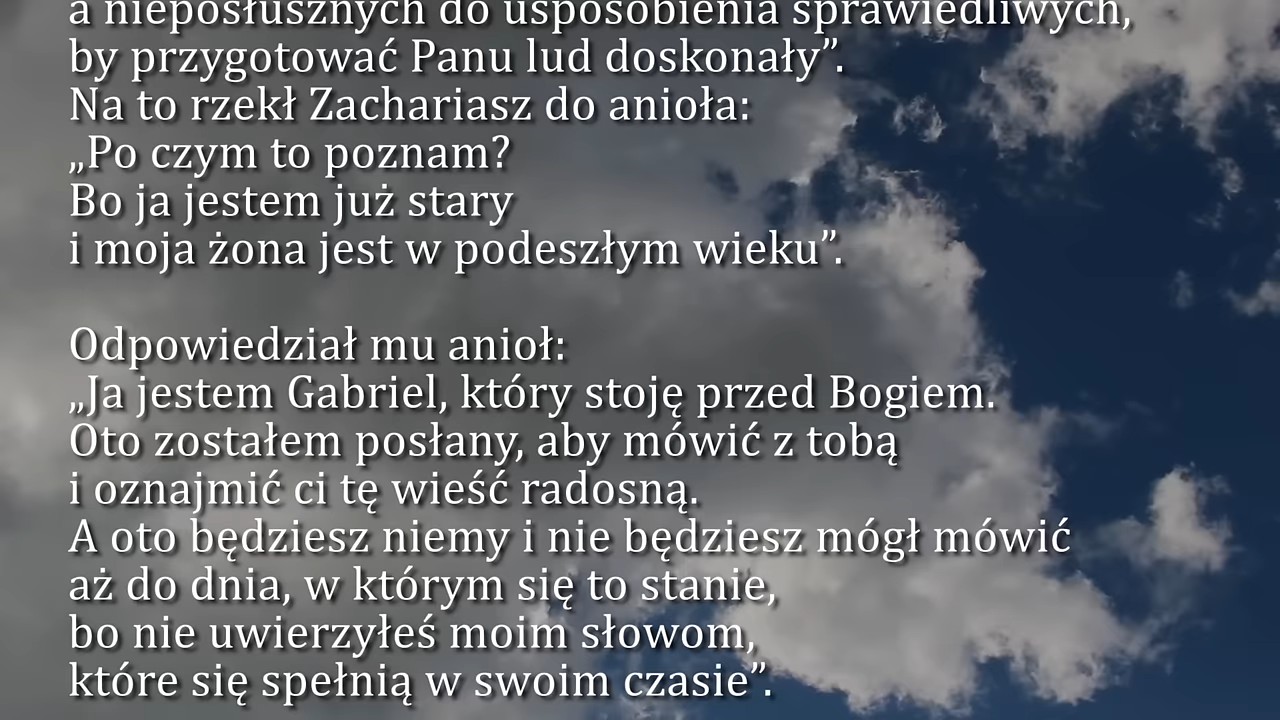 a nieposłusznych do usposobienia sprawiedliwych,
by przygotować Panu lud doskonały”.
Na to rzekł Zachariasz do anioła:
„Po czym to poznam?
Bo ja jestem już stary
i moja żona jest w podeszłym wieku”.
Odpowiedział mu anioł:
„Ja jestem Gabriel, który stoję przed Bogiem.
Oto zostałem posłany, aby mówić z tobą
i oznajmić ci tę wieść radosną.
A oto będziesz niemy i nie będziesz mógł mówić
aż do dnia, w którym się to stanie,
bo nie uwierzyłeś moim słowom,
które się spełnią w swoim czasie”.